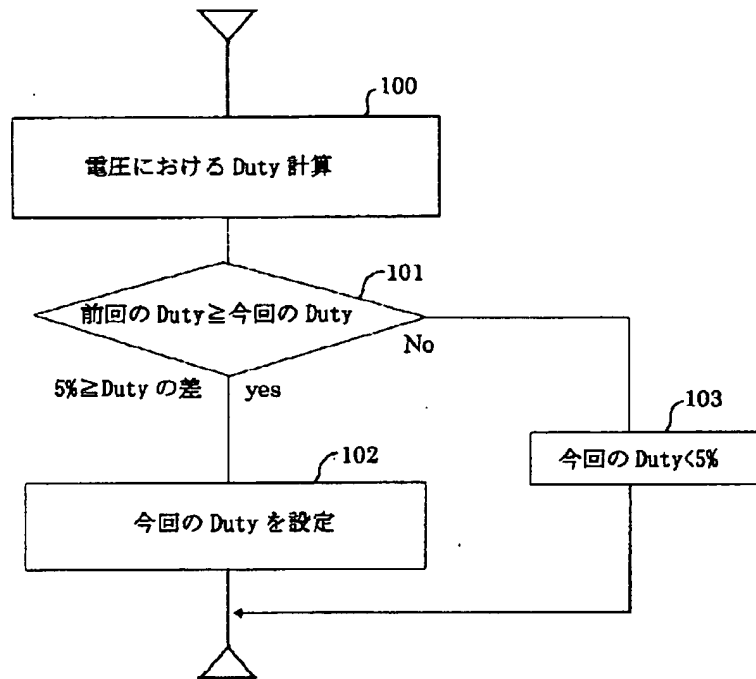 100
電圧における Duty 計算
101
前回の Duty≧今回の Duty
No
5%≧Duty の差 yes
103
今回の Duty<5%
102
今回の Duty を設定